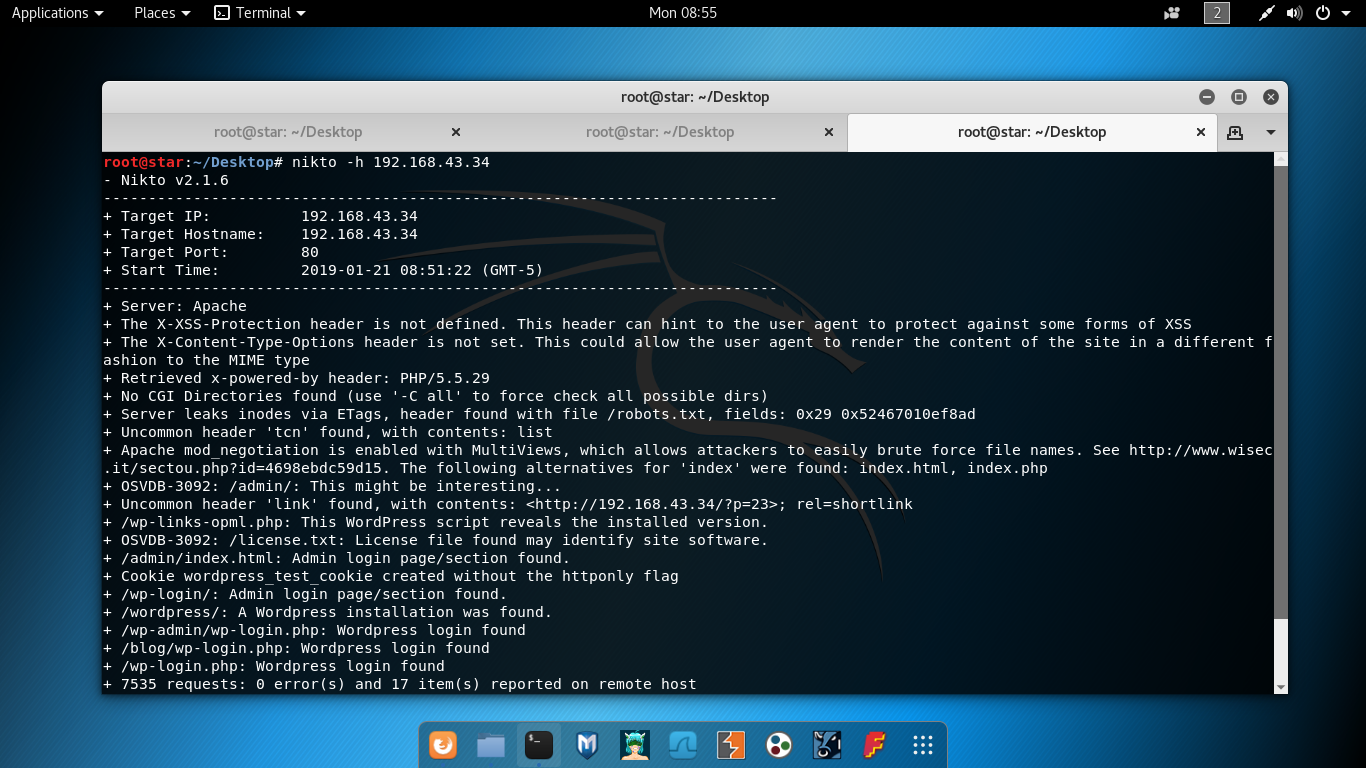 Applications Places Terminal Mon 08:55 2
root@star: ~/Desktop
root@star: ~/Desktop root@star: ~/Desktop root@star: ~/Desktop
root@star:~/Desktop# nikto -h 192.168.43.34
- Nikto v2.1.6
---------------------------------------------------------------------------
+ Target IP:          192.168.43.34
+ Target Hostname:    192.168.43.34
+ Target Port:        80
+ Start Time:         2019-01-21 08:51:22 (GMT-5)
---------------------------------------------------------------------------
+ Server: Apache
+ The X-XSS-Protection header is not defined. This header can hint to the user agent to protect against some forms of XSS
+ The X-Content-Type-Options header is not set. This could allow the user agent to render the content of the site in a different f
ashion to the MIME type
+ Retrieved x-powered-by header: PHP/5.5.29
+ No CGI Directories found (use '-C all' to force check all possible dirs)
+ Server leaks inodes via ETags, header found with file /robots.txt, fields: 0x29 0x52467010ef8ad
+ Uncommon header 'tcn' found, with contents: list
+ Apache mod_negotiation is enabled with MultiViews, which allows attackers to easily brute force file names. See http://www.wisec
.it/sectou.php?id=4698ebdc59d15. The following alternatives for 'index' were found: index.html, index.php
+ OSVDB-3092: /admin/: This might be interesting...
+ Uncommon header 'link' found, with contents: <http://192.168.43.34/?p=23>; rel=shortlink
+ /wp-links-opml.php: This WordPress script reveals the installed version.
+ OSVDB-3092: /license.txt: License file found may identify site software.
+ /admin/index.html: Admin login page/section found.
+ Cookie wordpress_test_cookie created without the httponly flag
+ /wp-login/: Admin login page/section found.
+ /wordpress/: A Wordpress installation was found.
+ /wp-admin/wp-login.php: Wordpress login found
+ /blog/wp-login.php: Wordpress login found
+ /wp-login.php: Wordpress login found
+ 7535 requests: 0 error(s) and 17 item(s) reported on remote host